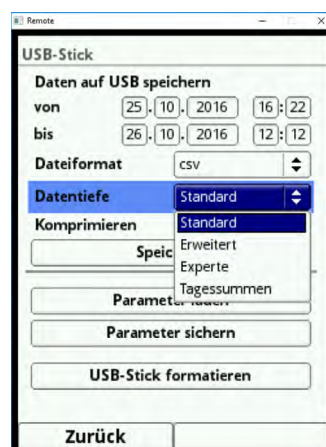 Remote
USB-Stick
Daten auf USB speichern
von 25 . 10 . 2016 16 : 22
bis 26 . 10 . 2016 12 : 12
Dateiformat csv
Datentiefe Standard
Komprimieren Standard
Erweitert
Experte
Tagessummen
Parameter sichern
USB-Stick formatieren
Zurück